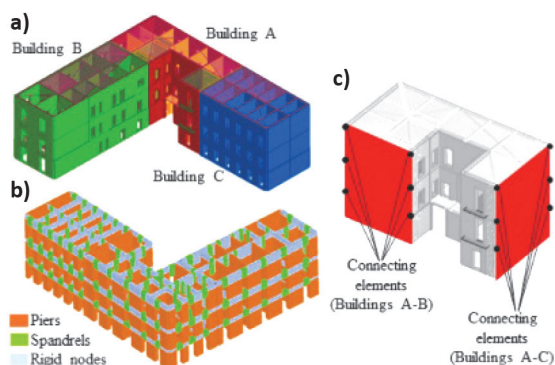 a)
Building A
Building B
Building C
b)
Piers
Spandrels
Rigid nodes
c)
Connecting
elements
(Buildings A-B)
Connecting
elements
(Buildings A-C)